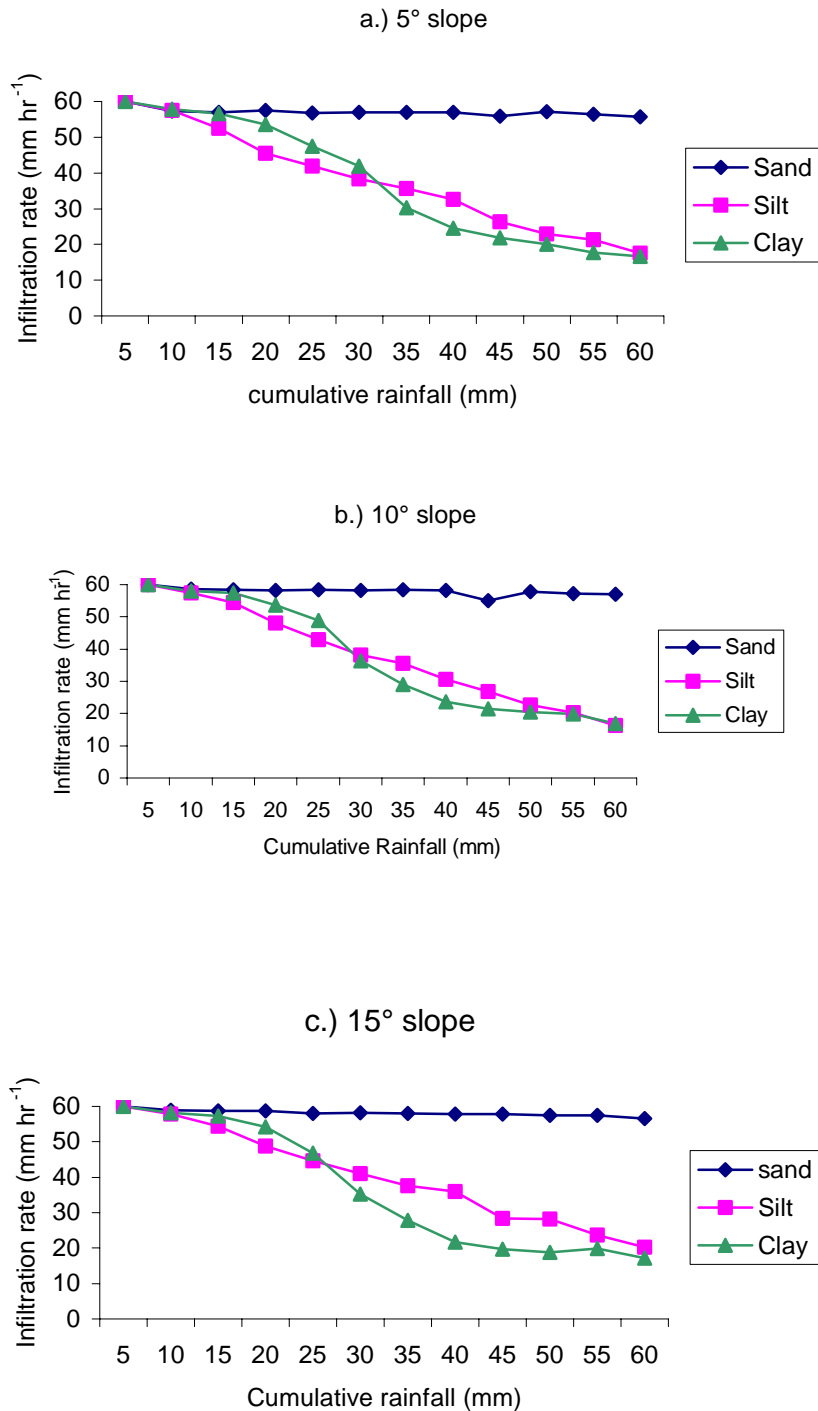 a.) 5° slope
Infiltration rate (mm hr⁻¹)
60
50
40
30
20
10
0
5 10 15 20 25 30 35 40 45 50 55 60
cumulative rainfall (mm)
Sand
Silt
Clay
b.) 10° slope
Infiltration rate (mm hr⁻¹)
60
50
40
30
20
10
0
5 10 15 20 25 30 35 40 45 50 55 60
Cumulative Rainfall (mm)
Sand
Silt
Clay
c.) 15° slope
Infiltration rate (mm hr⁻¹)
60
50
40
30
20
10
0
5 10 15 20 25 30 35 40 45 50 55 60
Cumulative rainfall (mm)
sand
Silt
Clay